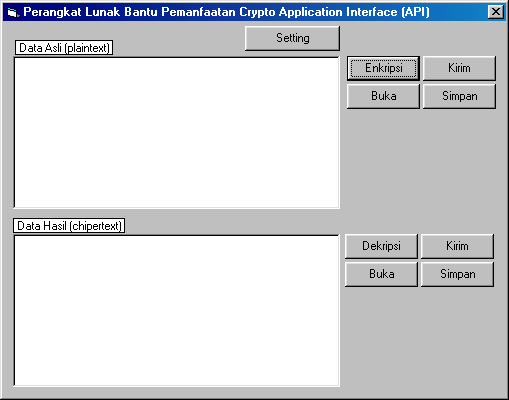 Perangkat Lunak Bantu Pemanfaatan Crypto Application Interface (API)
Setting
Data Asli (plaintext)
Enkripsi Kirim
Buka Simpan
Data Hasil (chipertext)
Dekripsi Kirim
Buka Simpan